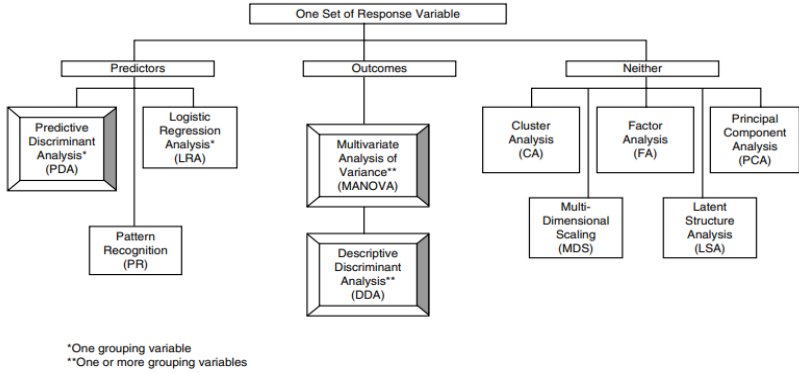 One Set of Response Variable
Predictors
Outcomes
Neither
Predictive
Discriminant
Analysis*
(PDA)
Logistic
Regression
Analysis*
(LRA)
Pattern
Recognition
(PR)
Multivariate
Analysis of
Variance**
(MANOVA)
Descriptive
Discriminant
Analysis**
(DDA)
Cluster
Analysis
(CA)
Factor
Analysis
(FA)
Principal
Component
Analysis
(PCA)
Multi-
Dimensional
Scaling
(MDS)
Latent
Structure
Analysis
(LSA)
*One grouping variable
**One or more grouping variables